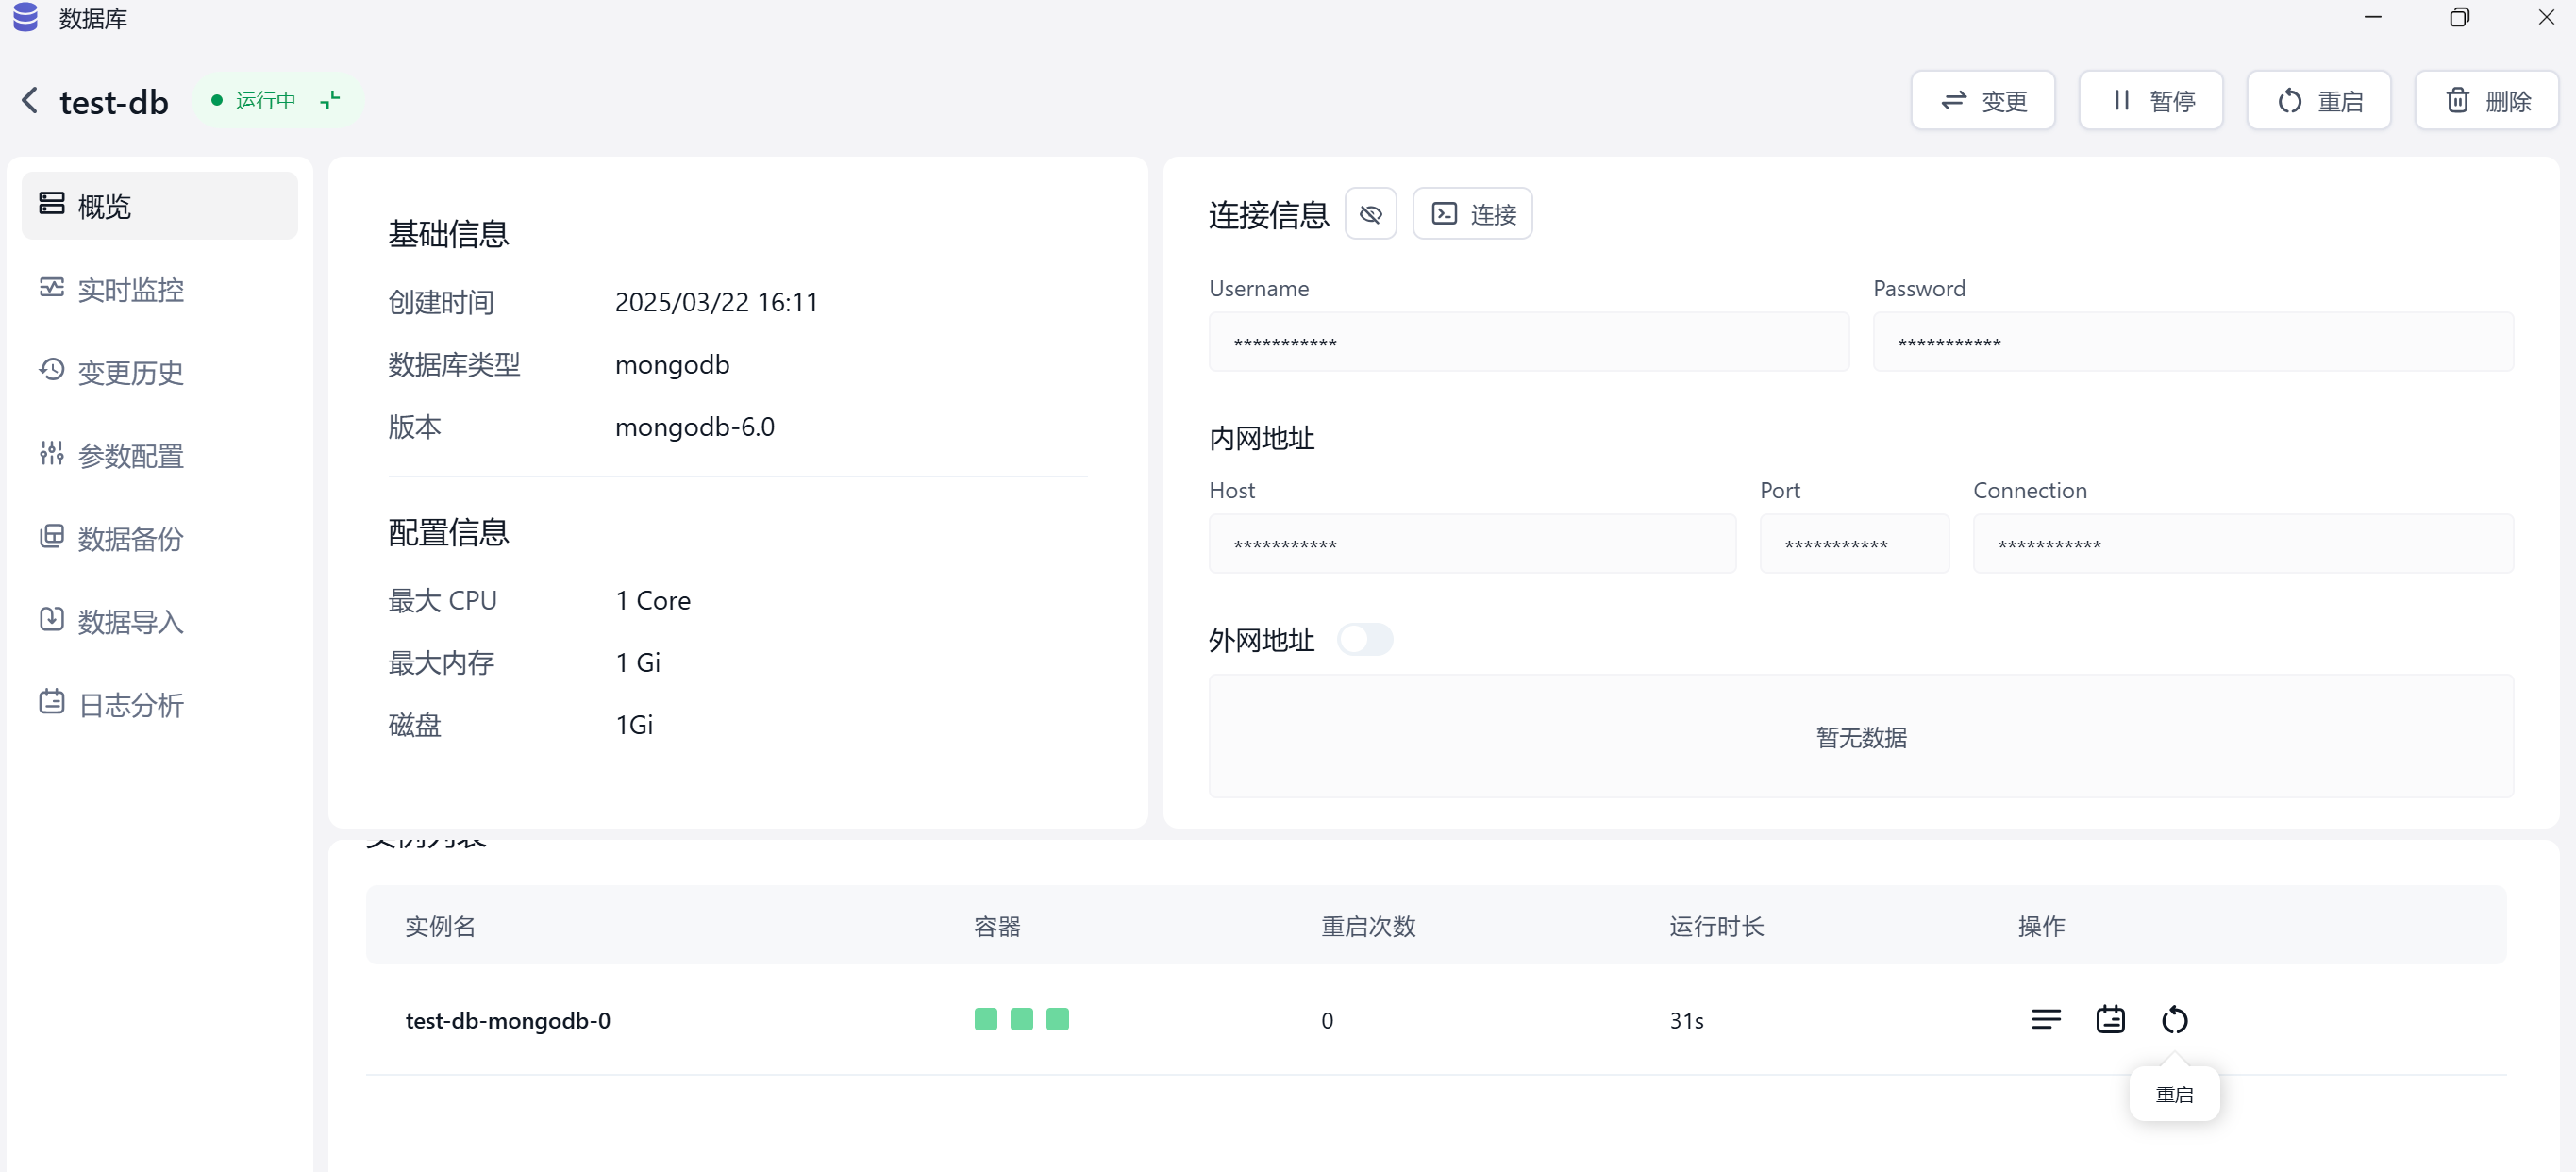 数据库
test-db
运行中
变更
暂停
重启
删除
概览
实时监控
变更历史
参数配置
数据备份
数据导入
日志分析
基础信息
创建时间 2025/03/22 16:11
数据库类型 mongodb
版本 mongodb-6.0
配置信息
最大 CPU 1 Core
最大内存 1 Gi
磁盘 1Gi
连接信息
连接
Username Password
*********** ***********
内网地址
Host Port Connection
*********** *********** ***********
外网地址
暂无数据
实例列表
实例名 容器 重启次数 运行时长 操作
test-db-mongodb-0 0 31s
重启